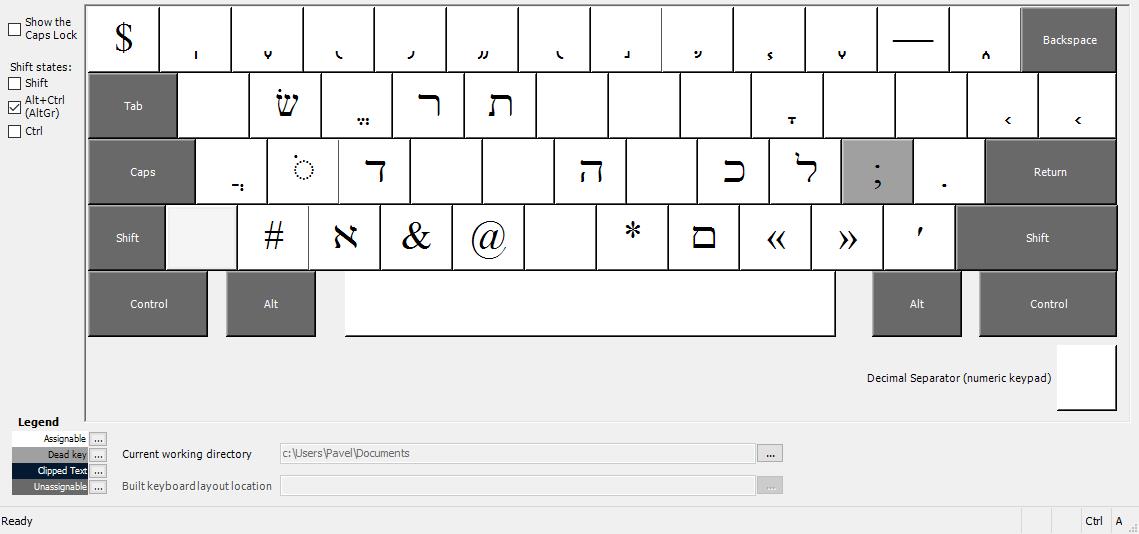 Show the
Caps Lock
Shift states:
Shift
Alt+Ctrl
(AltGr)
Ctrl
$ — Backspace
Tab שׂ ר ת
Caps ד ה כ ל ; . Return
Shift # א & @ * ם « » ׳ Shift
Control Alt Alt Control
Decimal Separator (numeric keypad)
Legend
Assignable ...
Dead key ...
Clipped Text ...
Unassignable ...
Current working directory c:\Users\Pavel\Documents ...
Built keyboard layout location ...
Ready Ctrl A